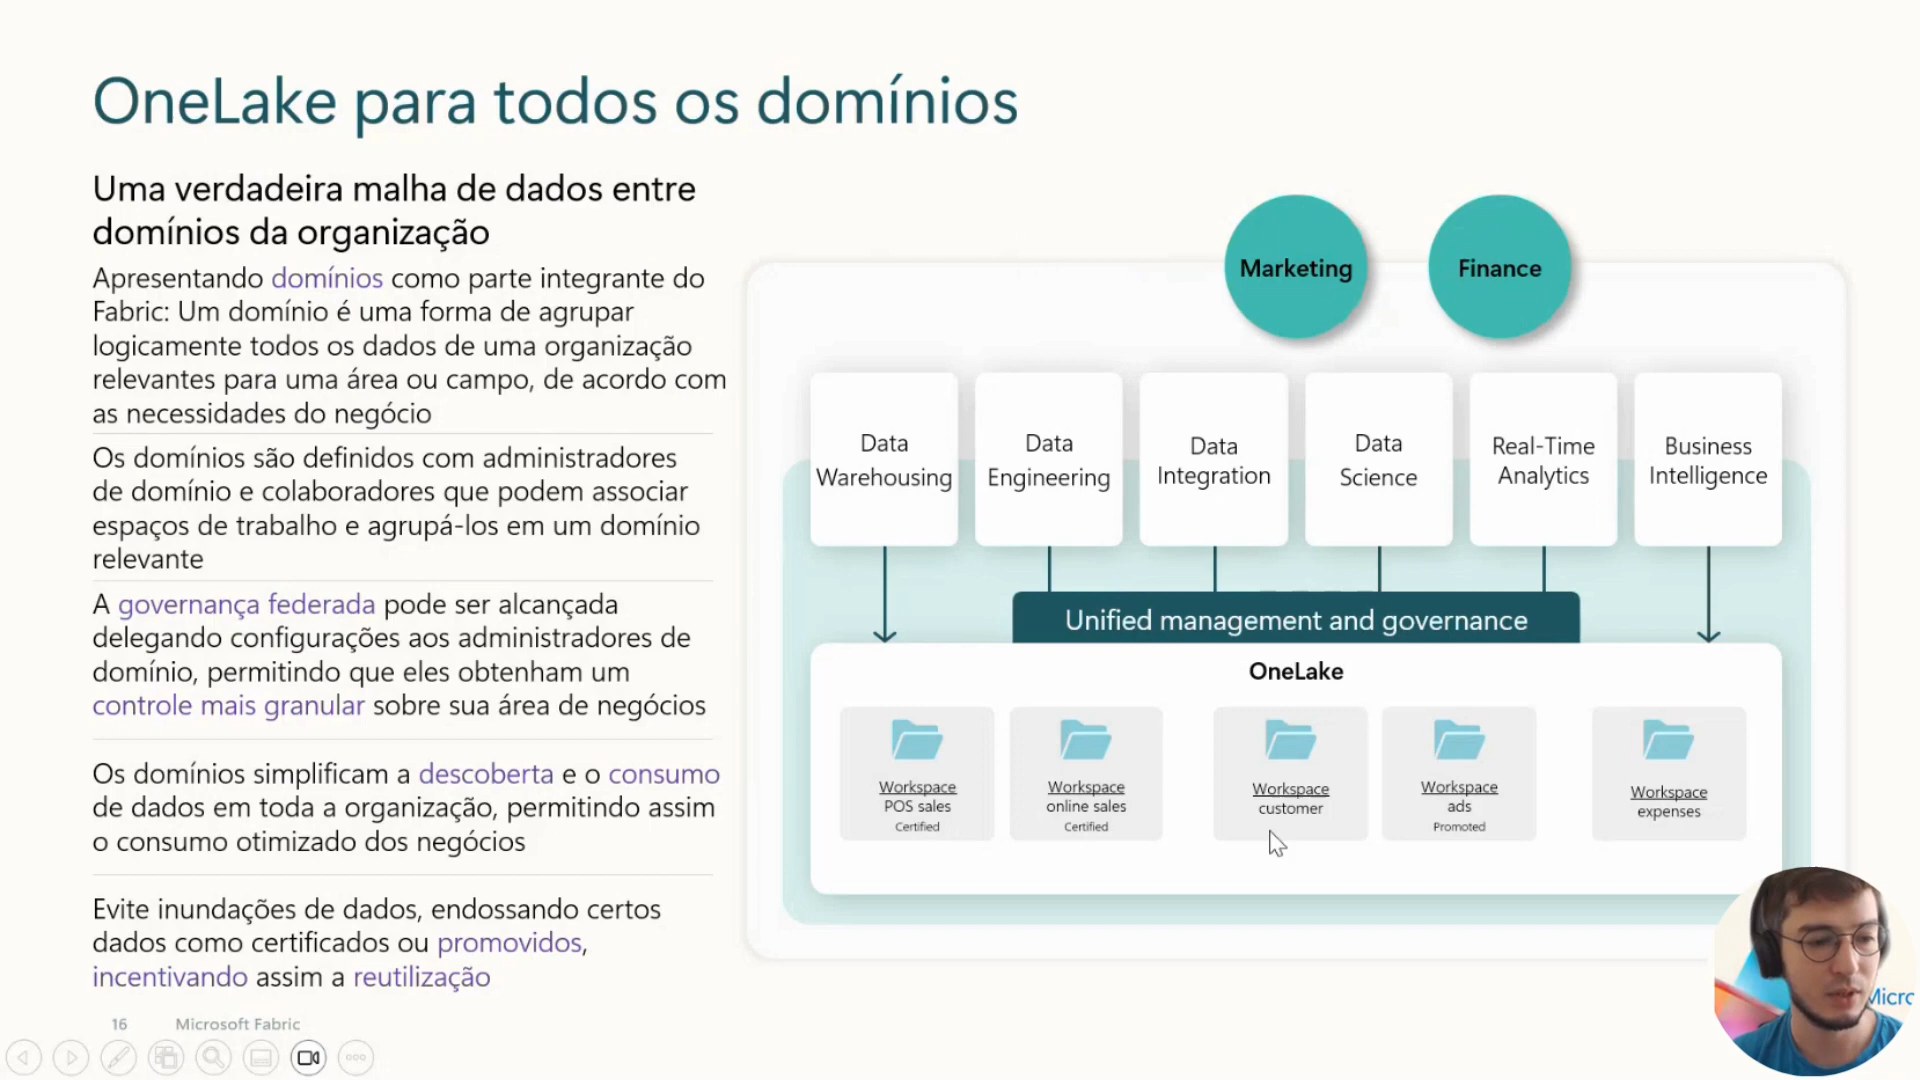 OneLake para todos os domínios
Uma verdadeira malha de dados entre
domínios da organização
Apresentando domínios como parte integrante do
Fabric: Um domínio é uma forma de agrupar
logicamente todos os dados de uma organização
relevantes para uma área ou campo, de acordo com
as necessidades do negócio
Os domínios são definidos com administradores
de domínio e colaboradores que podem associar
espaços de trabalho e agrupá-los em um domínio
relevante
A governança federada pode ser alcançada
delegando configurações aos administradores de
domínio, permitindo que eles obtenham um
controle mais granular sobre sua área de negócios
Os domínios simplificam a descoberta e o consumo
de dados em toda a organização, permitindo assim
o consumo otimizado dos negócios
Evite inundações de dados, endossando certos
dados como certificados ou promovidos,
incentivando assim a reutilização
Marketing
Finance
Data
Warehousing
Data
Engineering
Data
Integration
Data
Science
Real-Time
Analytics
Business
Intelligence
Unified management and governance
OneLake
Workspace
POS sales
Certified
Workspace
online sales
Certified
Workspace
customer
Workspace
ads
Promoted
Workspace
expenses
Micro
16 Microsoft Fabric